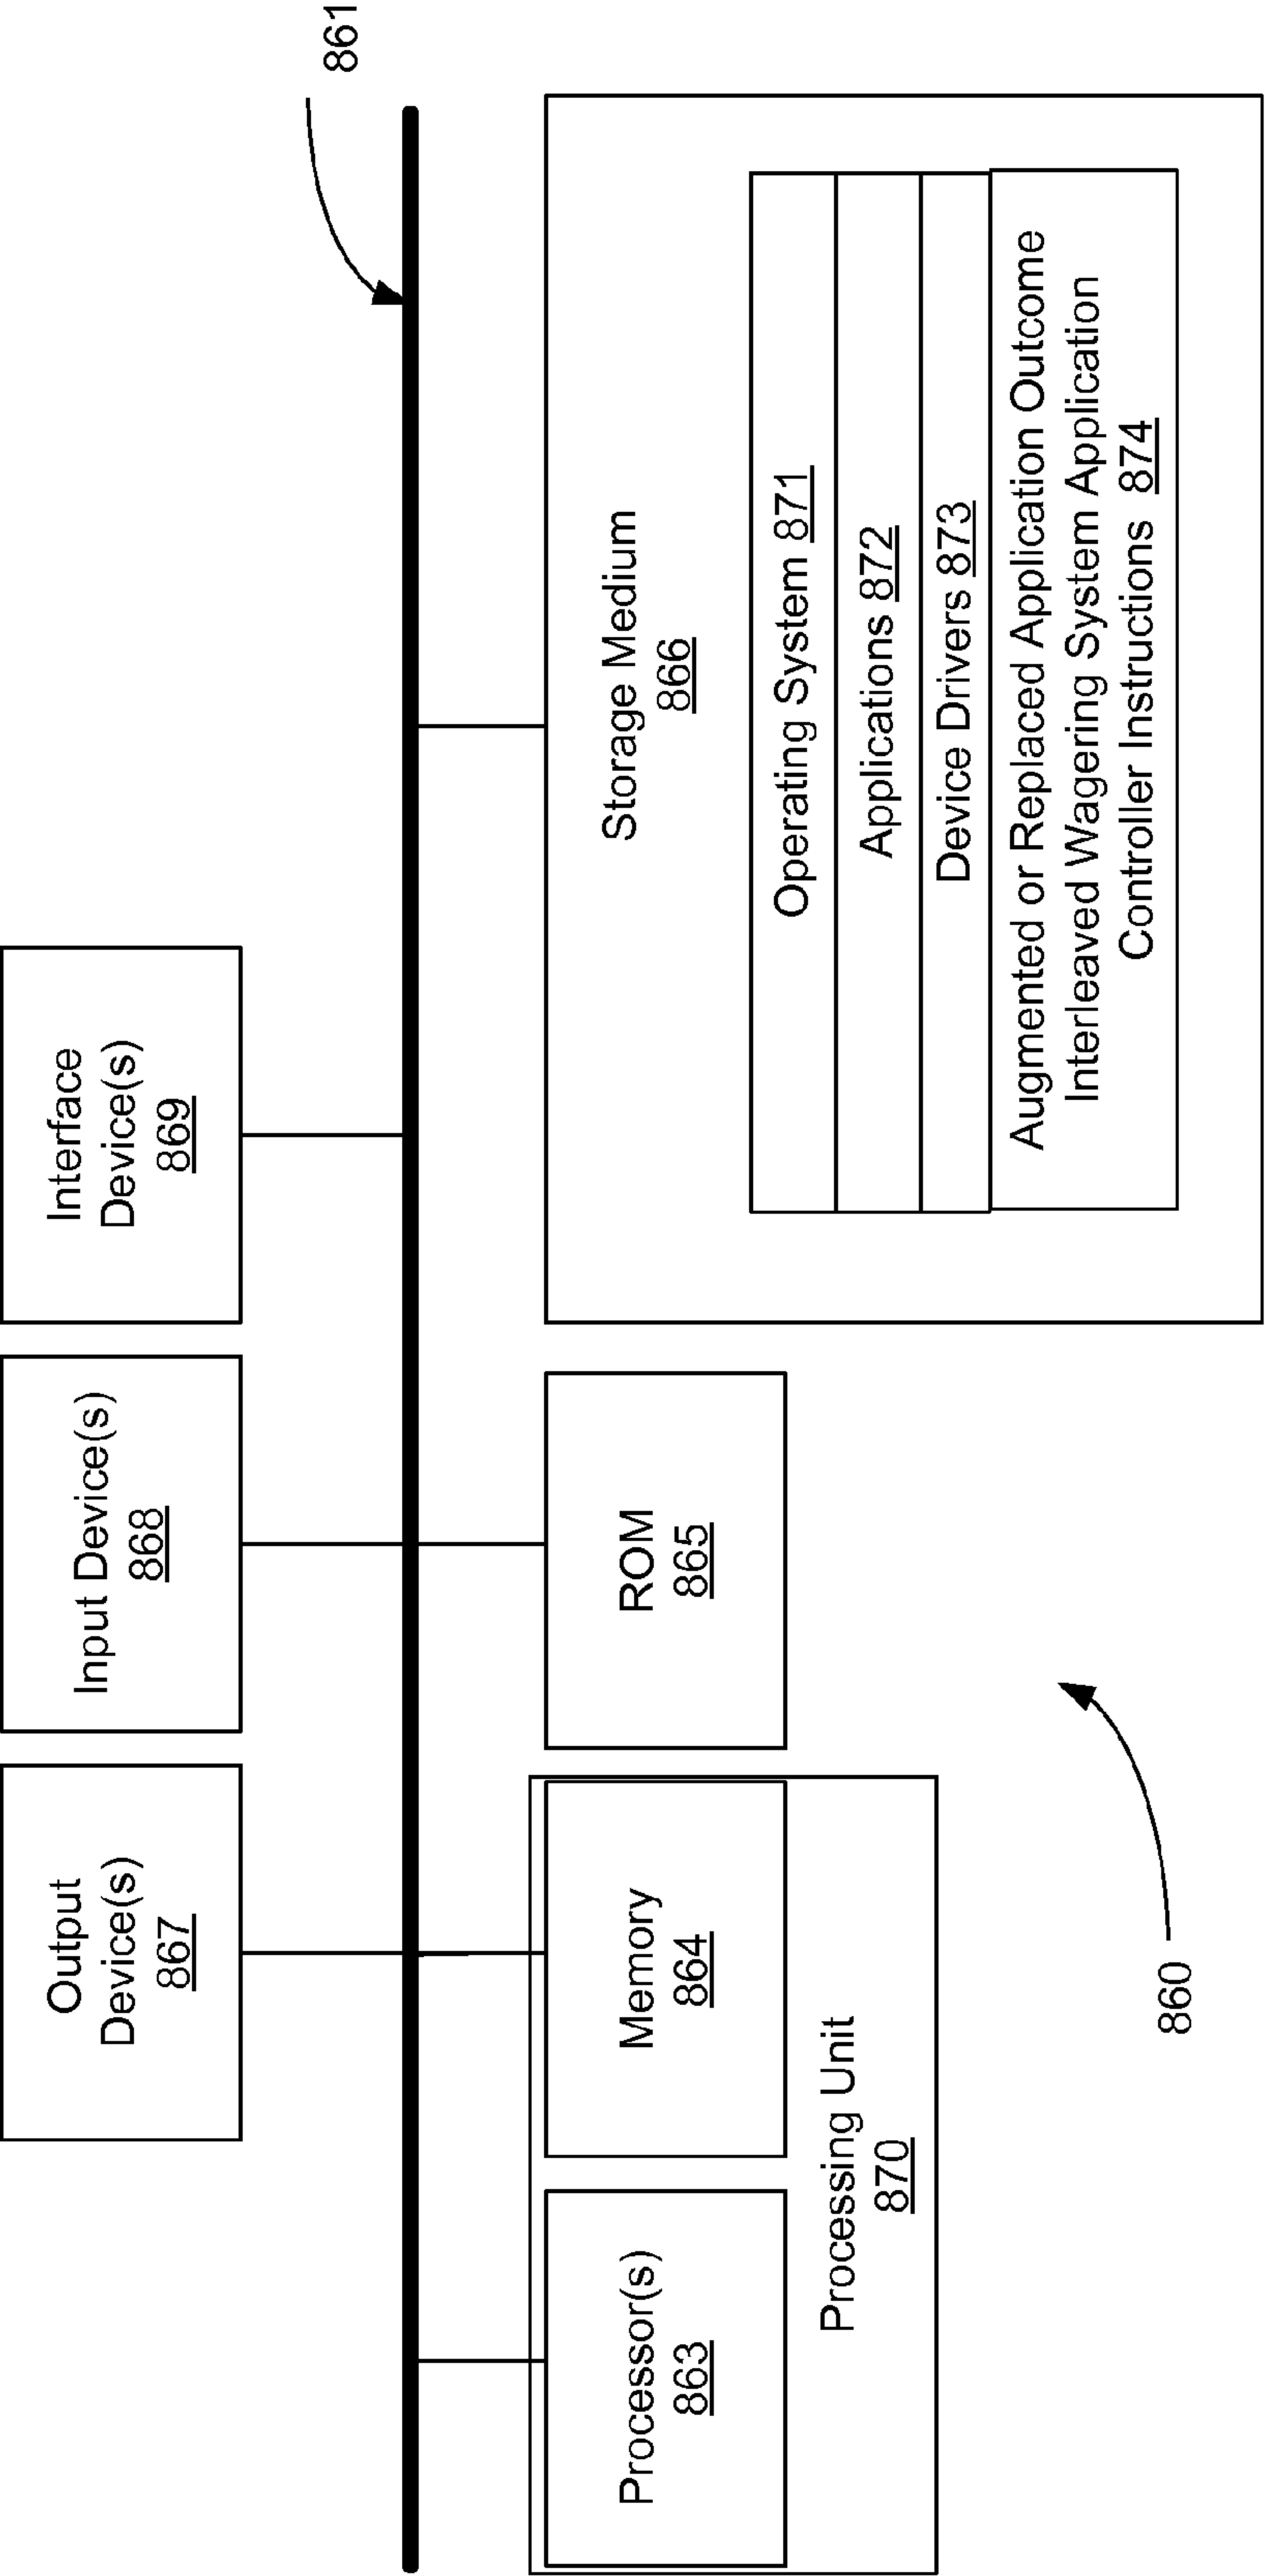 861
Output
Device(s)
867
Input Device(s)
868
Interface
Device(s)
869
Processor(s)
863
Memory
864
Processing Unit
870
ROM
865
Storage Medium
866
Operating System 871
Applications 872
Device Drivers 873
Augmented or Replaced Application Outcome
Interleaved Wagering System Application
Controller Instructions 874
860